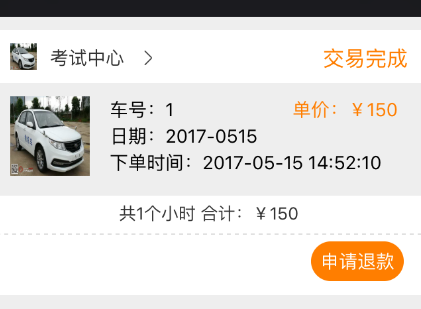 考试中心 >
交易完成
车号：1 单价：￥150
日期：2017-0515
下单时间：2017-05-15 14:52:10
共1个小时 合计：￥150
申请退款